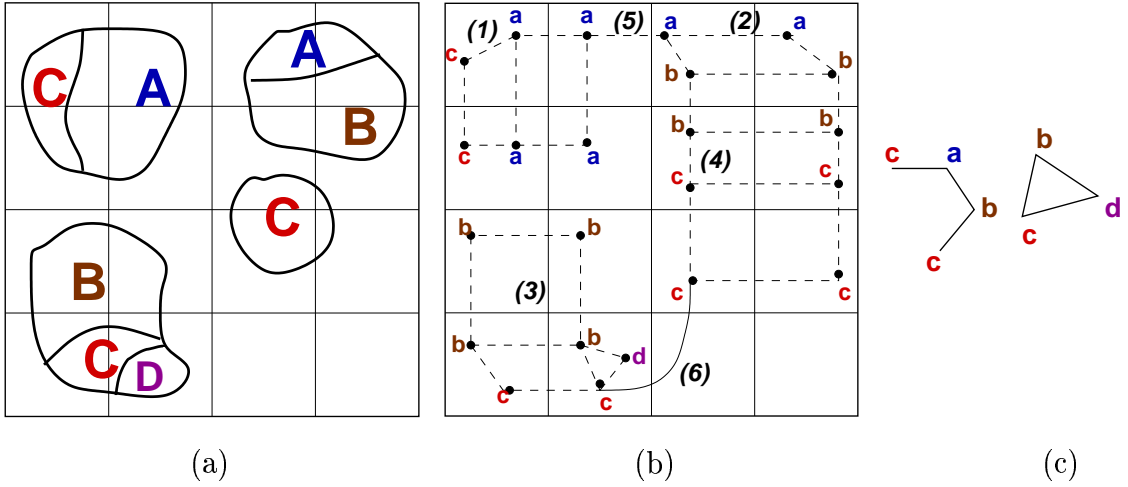 C A
A
B
C
B
C D
(a)
(1) a a (5) a (2) a
c b b
b b
c a a (4)
c c
b b
(3) c c
b b d
(6)
c c
(b)
c a b
b d
c c
(c)